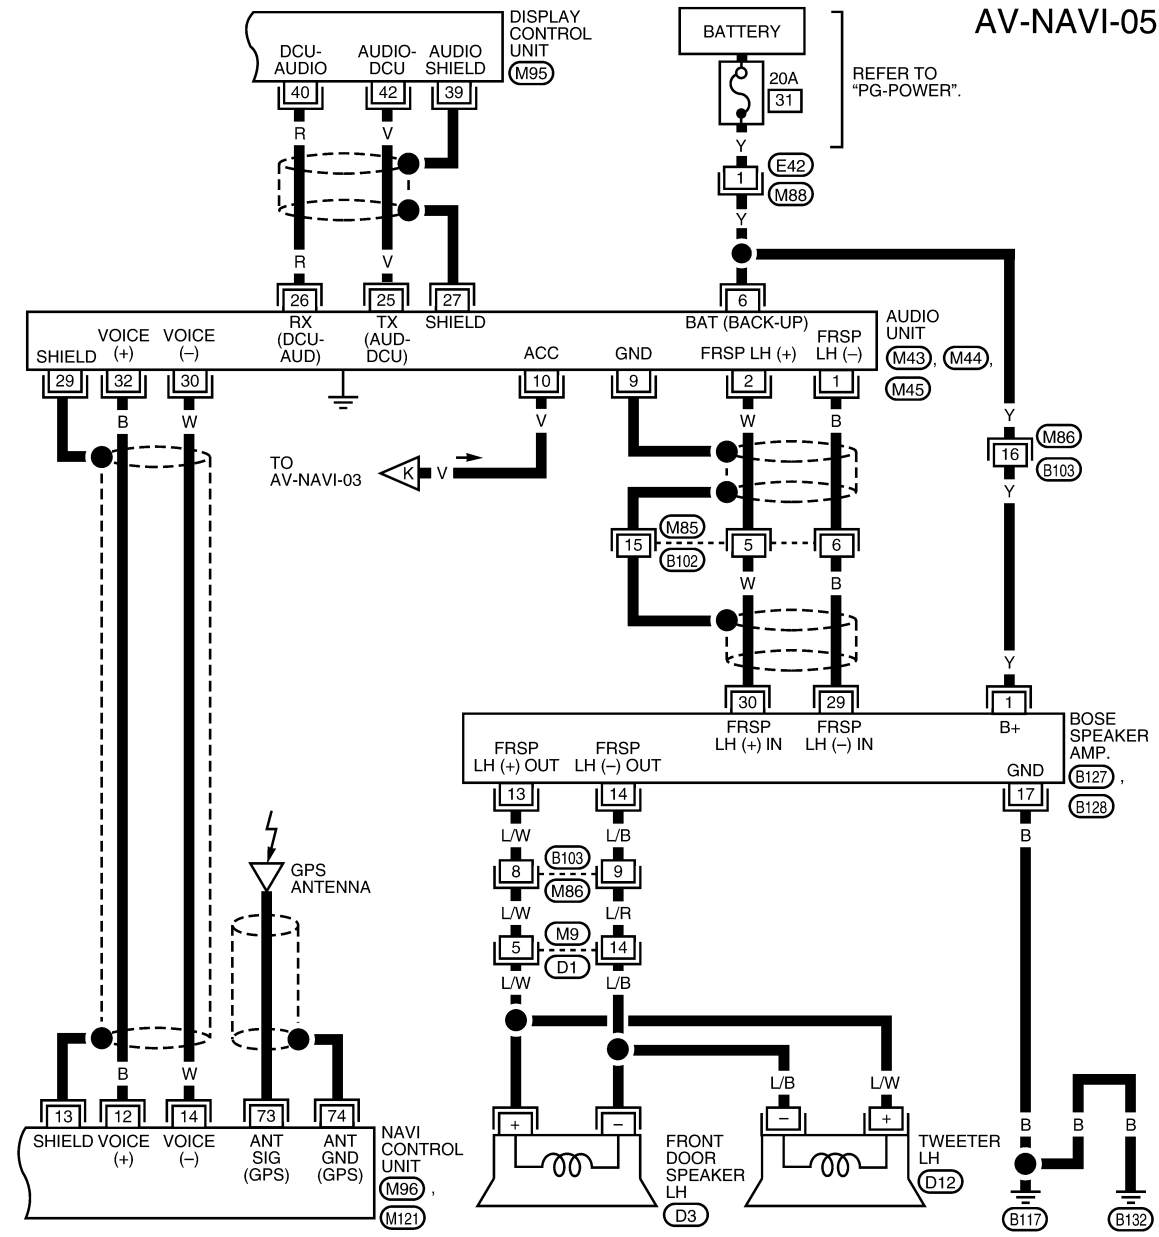 AV-NAVI-05
DISPLAY
CONTROL
UNIT
M95
DCU-
AUDIO
AUDIO-
DCU
AUDIO
SHIELD
40
42
39
R
V
R
V
26
25
27
BATTERY
20A
31
REFER TO
“PG-POWER”.
Y
1
E42
M88
Y
6
RX
(DCU-
AUD)
TX
(AUD-
DCU)
SHIELD
BAT (BACK-UP)
AUDIO
UNIT
M43 , M44 ,
M45
SHIELD
VOICE
(+)
VOICE
(–)
ACC
GND
FRSP LH (+)
FRSP
LH (–)
29
32
30
10
9
2
1
B
W
V
W
B
Y
TO
AV-NAVI-03
K
V
16
M86
B103
Y
15
M85
B102
5
6
W
B
Y
30
29
1
FRSP
LH (+) IN
FRSP
LH (–) IN
B+
BOSE
SPEAKER
AMP.
B127 ,
B128
FRSP
LH (+) OUT
FRSP
LH (–) OUT
GND
13
14
17
L/W
L/B
B
8
B103
M86
9
L/W
L/R
5
M9
D1
14
L/W
L/B
GPS
ANTENNA
B
W
L/B
L/W
13
12
14
73
74
SHIELD
VOICE
(+)
VOICE
(–)
ANT
SIG
(GPS)
ANT
GND
(GPS)
NAVI
CONTROL
UNIT
M96 ,
M121
+
–
FRONT
DOOR
SPEAKER
LH
D3
–
+
TWEETER
LH
D12
B
B
B
B117
B132